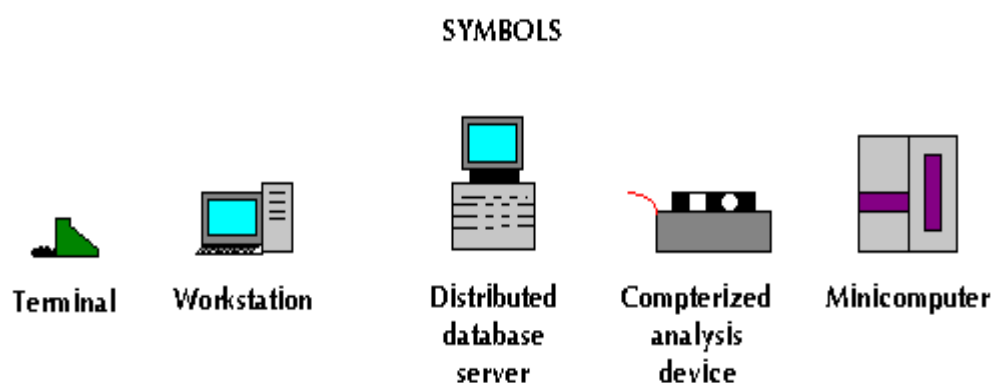 SYMBOLS
Terminal
Workstation
Distributed
database
server
Compterized
analysis
device
Minicomputer